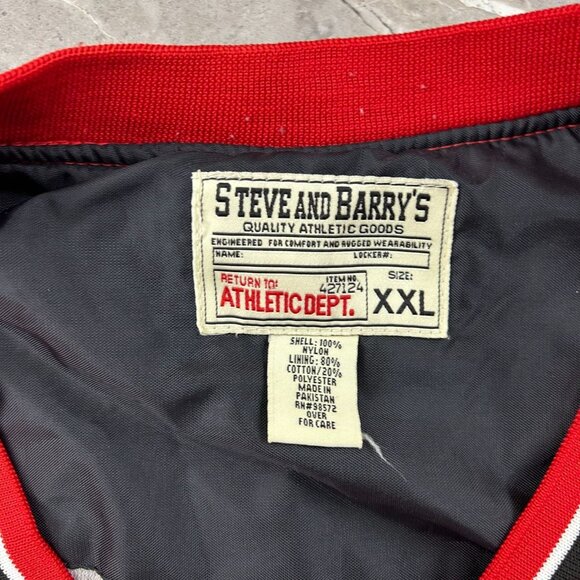 STEVE AND BARRY'S
QUALITY ATHLETIC GOODS
ENGINEERED FOR COMFORT AND RUGGED WEARABILITY
NAME: LOCKER#:
RETURN TO: ITEM NO. SIZE:
ATHLETIC DEPT. 427124 XXL
SHELL: 100%
NYLON
LINING: 80%
COTTON/20%
POLYESTER
MADE IN
PAKISTAN
RN#98572
OVER
FOR CARE